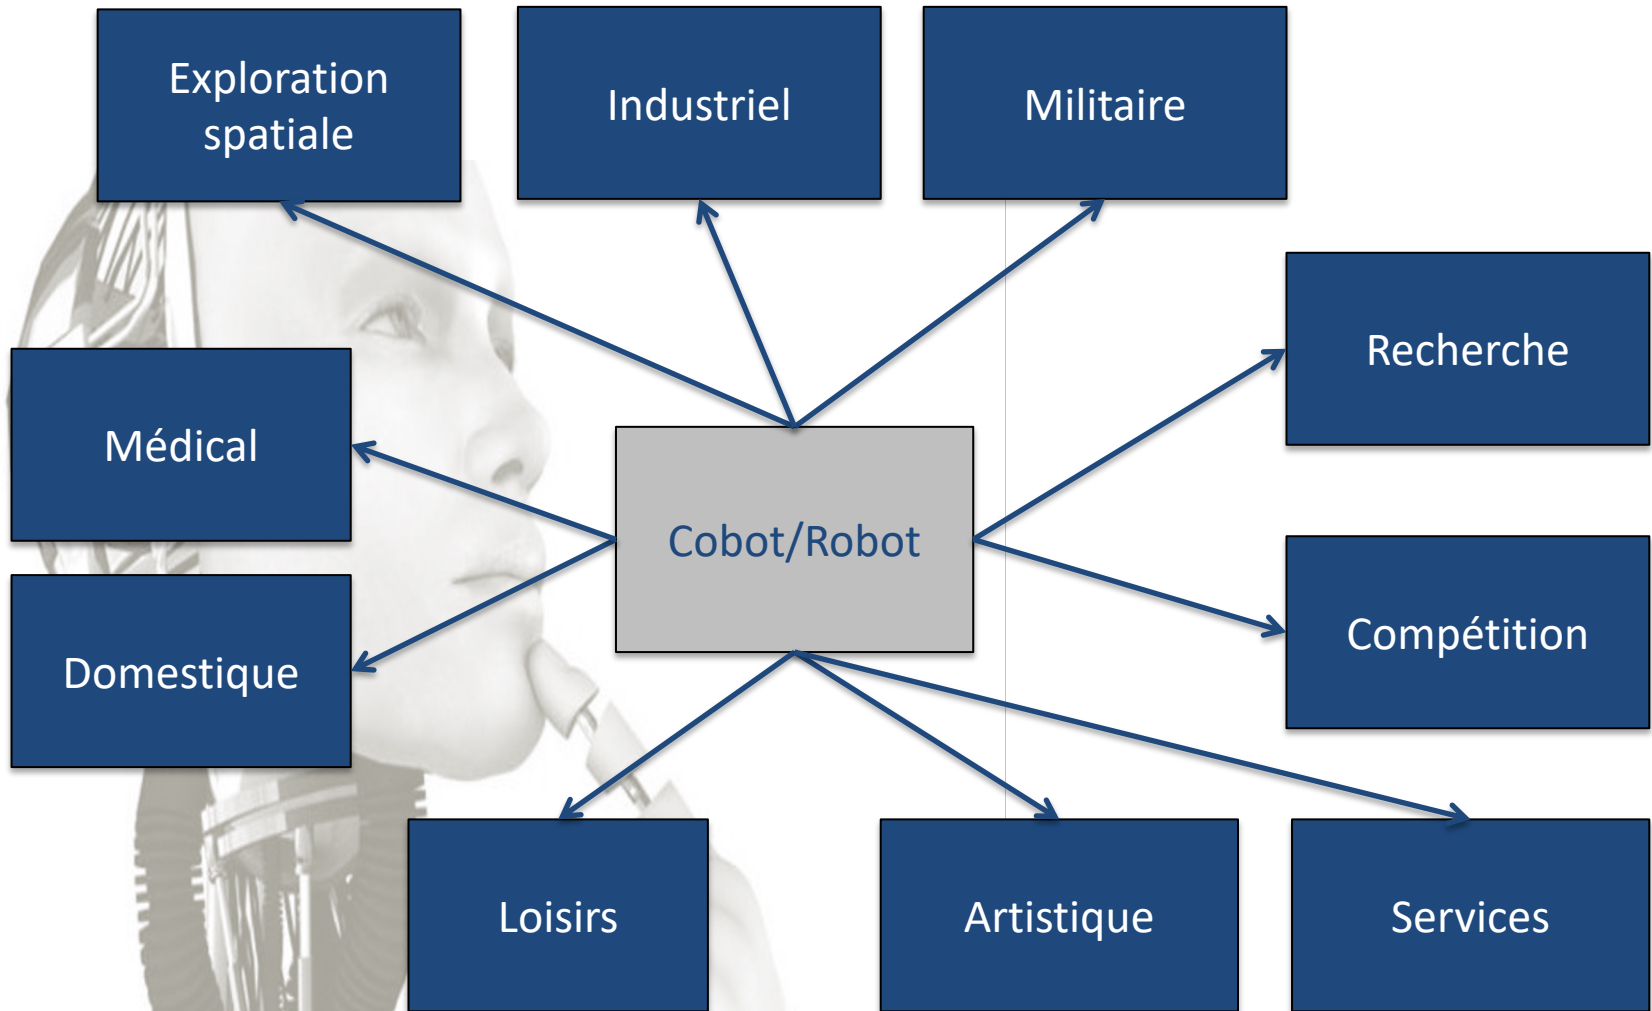 Exploration
spatiale
Industriel
Militaire
Recherche
Médical
Cobot/Robot
Compétition
Domestique
Loisirs
Artistique
Services